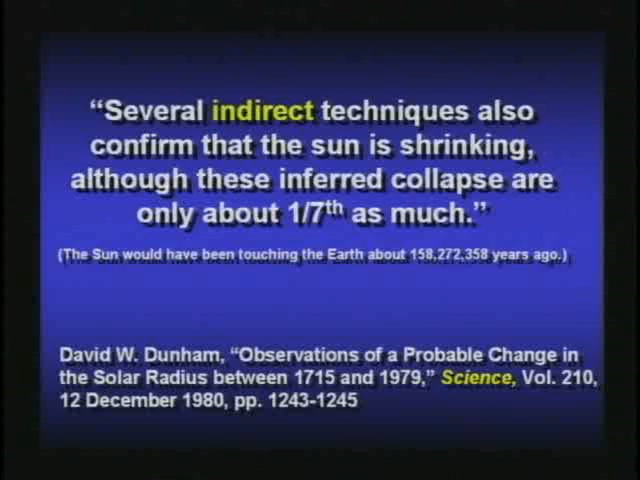 “Several indirect techniques also
confirm that the sun is shrinking,
although these inferred collapse are
only about 1/7th as much.”
(The Sun would have been touching the Earth about 158,272,358 years ago.)
David W. Dunham, “Observations of a Probable Change in
the Solar Radius between 1715 and 1979,” Science, Vol. 210,
12 December 1980, pp. 1243-1245